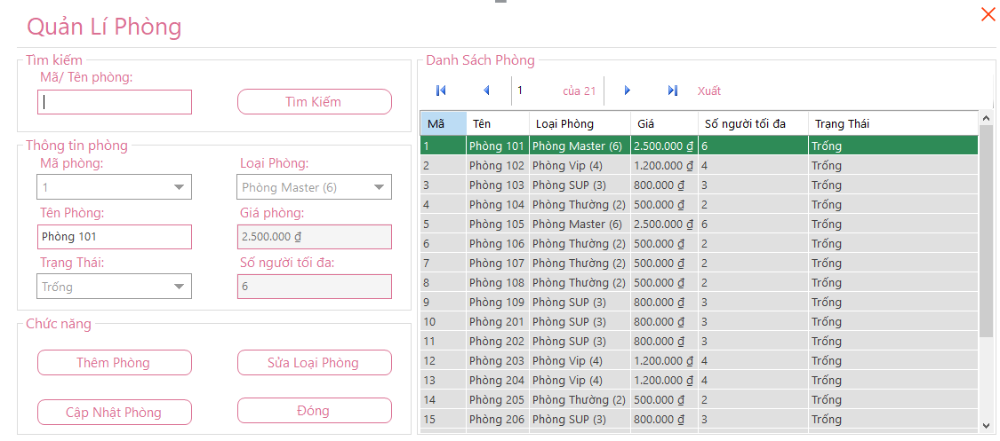 Quản Lí Phòng
Tìm kiếm
Mã/ Tên phòng:
Tìm Kiếm
Thông tin phòng
Mã phòng: Loại Phòng:
1 Phòng Master (6)
Tên Phòng: Giá phòng:
Phòng 101 2.500.000 ₫
Trạng Thái: Số người tối đa:
Trống 6
Chức năng
Thêm Phòng Sửa Loại Phòng
Cập Nhật Phòng Đóng
Danh Sách Phòng
1 của 21 Xuất
Mã Tên Loại Phòng Giá Số người tối đa Trạng Thái
1 Phòng 101 Phòng Master (6) 2.500.000 ₫ 6 Trống
2 Phòng 102 Phòng Vip (4) 1.200.000 ₫ 4 Trống
3 Phòng 103 Phòng SUP (3) 800.000 ₫ 3 Trống
4 Phòng 104 Phòng Thường (2) 500.000 ₫ 2 Trống
5 Phòng 105 Phòng Master (6) 2.500.000 ₫ 6 Trống
6 Phòng 106 Phòng Thường (2) 500.000 ₫ 2 Trống
7 Phòng 107 Phòng Thường (2) 500.000 ₫ 2 Trống
8 Phòng 108 Phòng Thường (2) 500.000 ₫ 2 Trống
9 Phòng 109 Phòng SUP (3) 800.000 ₫ 3 Trống
10 Phòng 201 Phòng SUP (3) 800.000 ₫ 3 Trống
11 Phòng 202 Phòng SUP (3) 800.000 ₫ 3 Trống
12 Phòng 203 Phòng Vip (4) 1.200.000 ₫ 4 Trống
13 Phòng 204 Phòng Vip (4) 1.200.000 ₫ 4 Trống
14 Phòng 205 Phòng Thường (2) 500.000 ₫ 2 Trống
15 Phòng 206 Phòng SUP (3) 800.000 ₫ 3 Trống